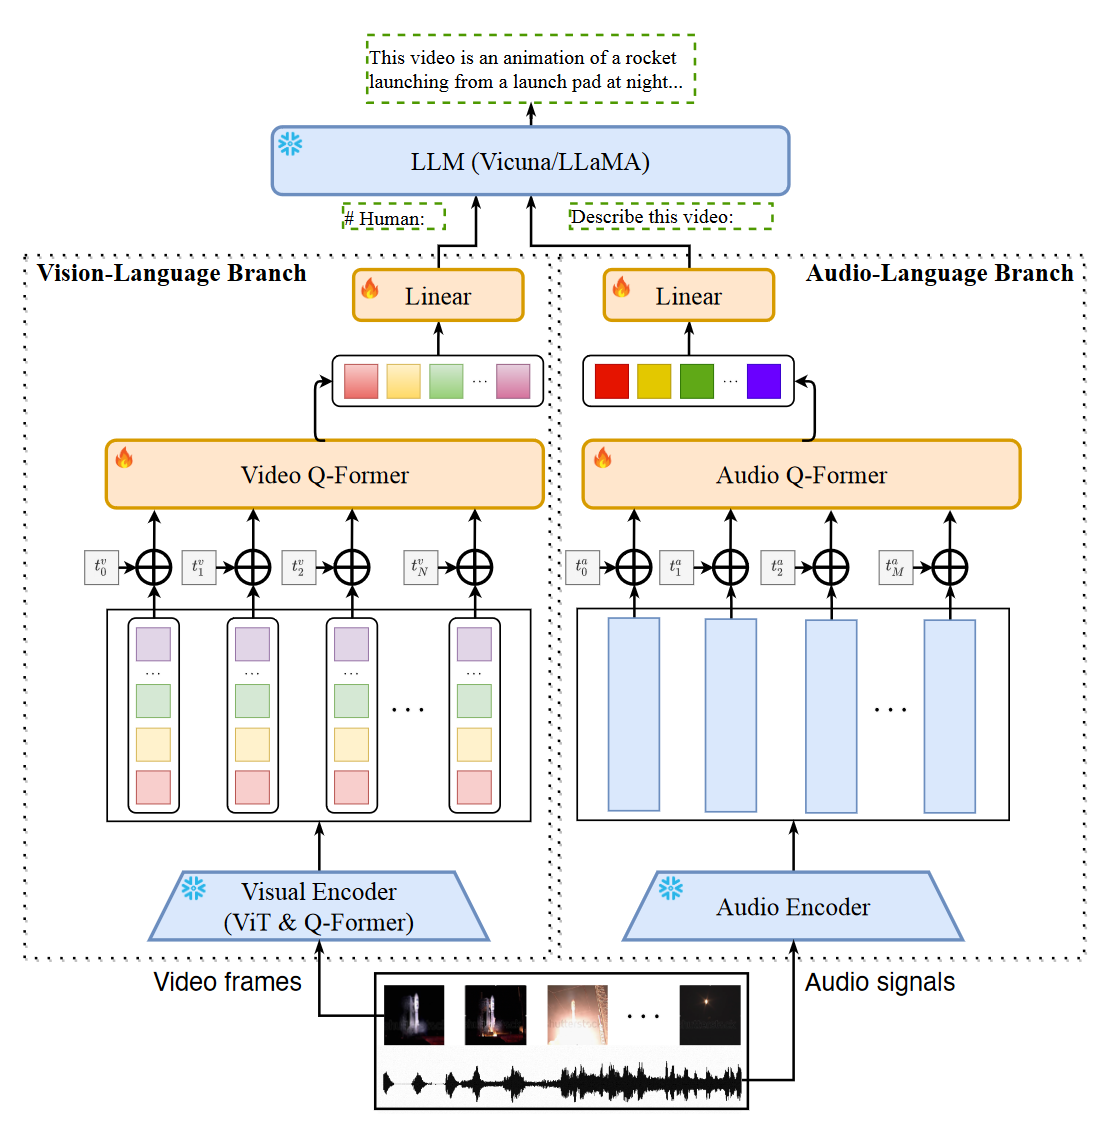 This video is an animation of a rocket
launching from a launch pad at night...
LLM (Vicuna/LLaMA)
# Human:
Describe this video:
Vision-Language Branch
Audio-Language Branch
Linear
Linear
...
...
Video Q-Former
Audio Q-Former
t_0^v
t_1^v
t_2^v
t_N^v
t_0^a
t_1^a
t_2^a
t_M^a
...
...
...
...
...
...
Visual Encoder
(ViT & Q-Former)
Audio Encoder
Video frames
Audio signals
...